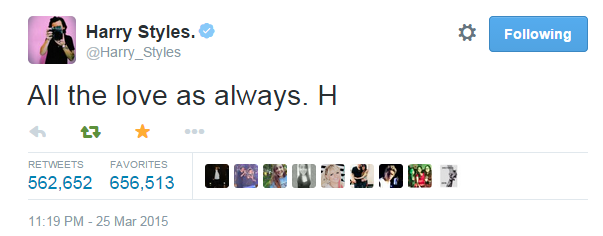 Harry Styles.
@Harry_Styles
Following
All the love as always. H
RETWEETS FAVORITES
562,652 656,513
11:19 PM - 25 Mar 2015